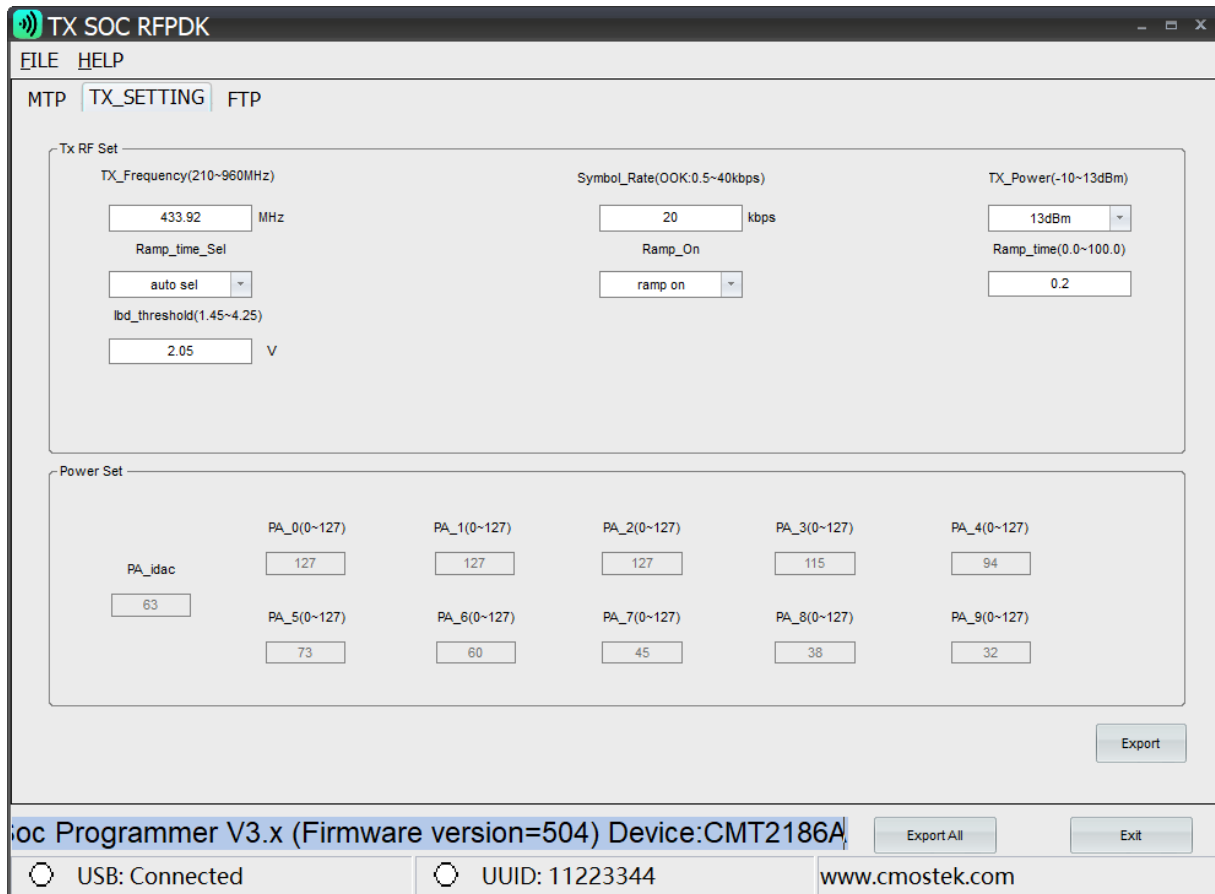 TX SOC RFPDK
FILE HELP
MTP TX_SETTING FTP
Tx RF Set
TX_Frequency(210~960MHz) Symbol_Rate(OOK:0.5~40kbps) TX_Power(-10~13dBm)
433.92 MHz 20 kbps 13dBm
Ramp_time_Sel Ramp_On Ramp_time(0.0~100.0)
auto sel ramp on 0.2
lbd_threshold(1.45~4.25)
2.05 V
Power Set
PA_idac
63
PA_0(0~127) PA_1(0~127) PA_2(0~127) PA_3(0~127) PA_4(0~127)
127 127 127 115 94
PA_5(0~127) PA_6(0~127) PA_7(0~127) PA_8(0~127) PA_9(0~127)
73 60 45 38 32
Export
oc Programmer V3.x (Firmware version=504) Device:CMT2186A Export All Exit
USB: Connected UUID: 11223344 www.cmostek.com